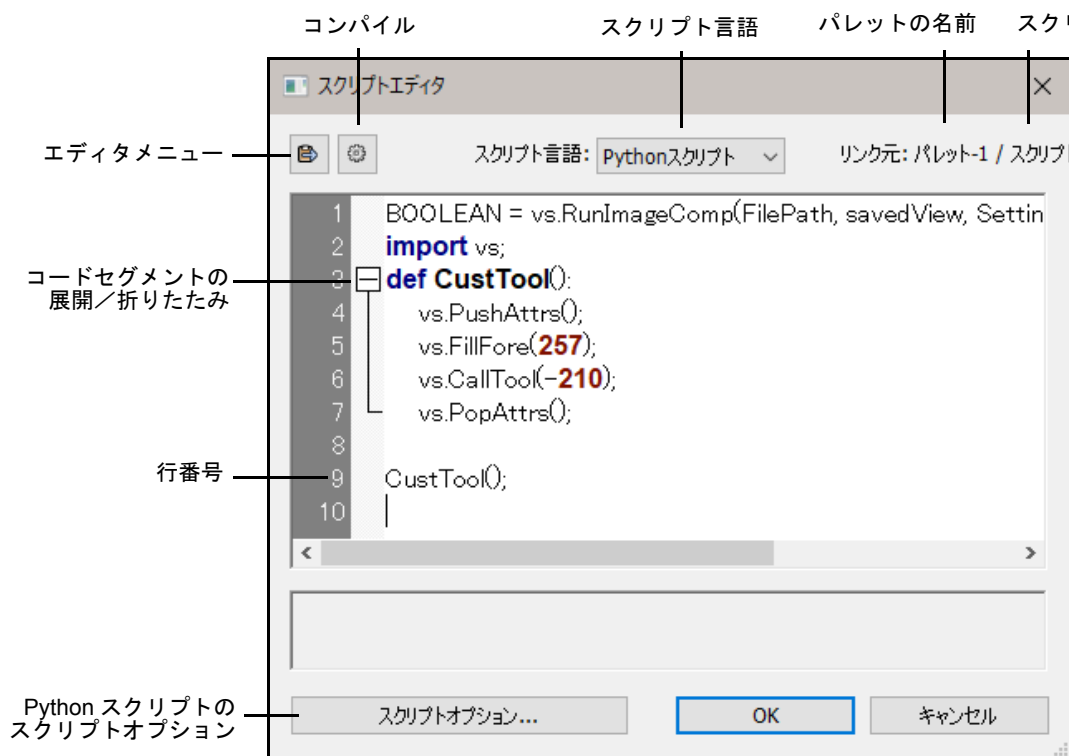 コンパイル
スクリプト言語
パレットの名前
スクリ
スクリプトエディタ
エディタメニュー
スクリプト言語: Pythonスクリプト
リンク元: パレット-1 / スクリプ
1 BOOLEAN = vs.RunImageComp(FilePath, savedView, Settin
2 import vs;
コードセグメントの
展開／折りたたみ
3 def CustTool():
4 vs.PushAttrs();
5 vs.FillFore(257);
6 vs.CallTool(-210);
7 vs.PopAttrs();
8
行番号
9 CustTool();
10
Python スクリプトの
スクリプトオプション
スクリプトオプション...
OK
キャンセル